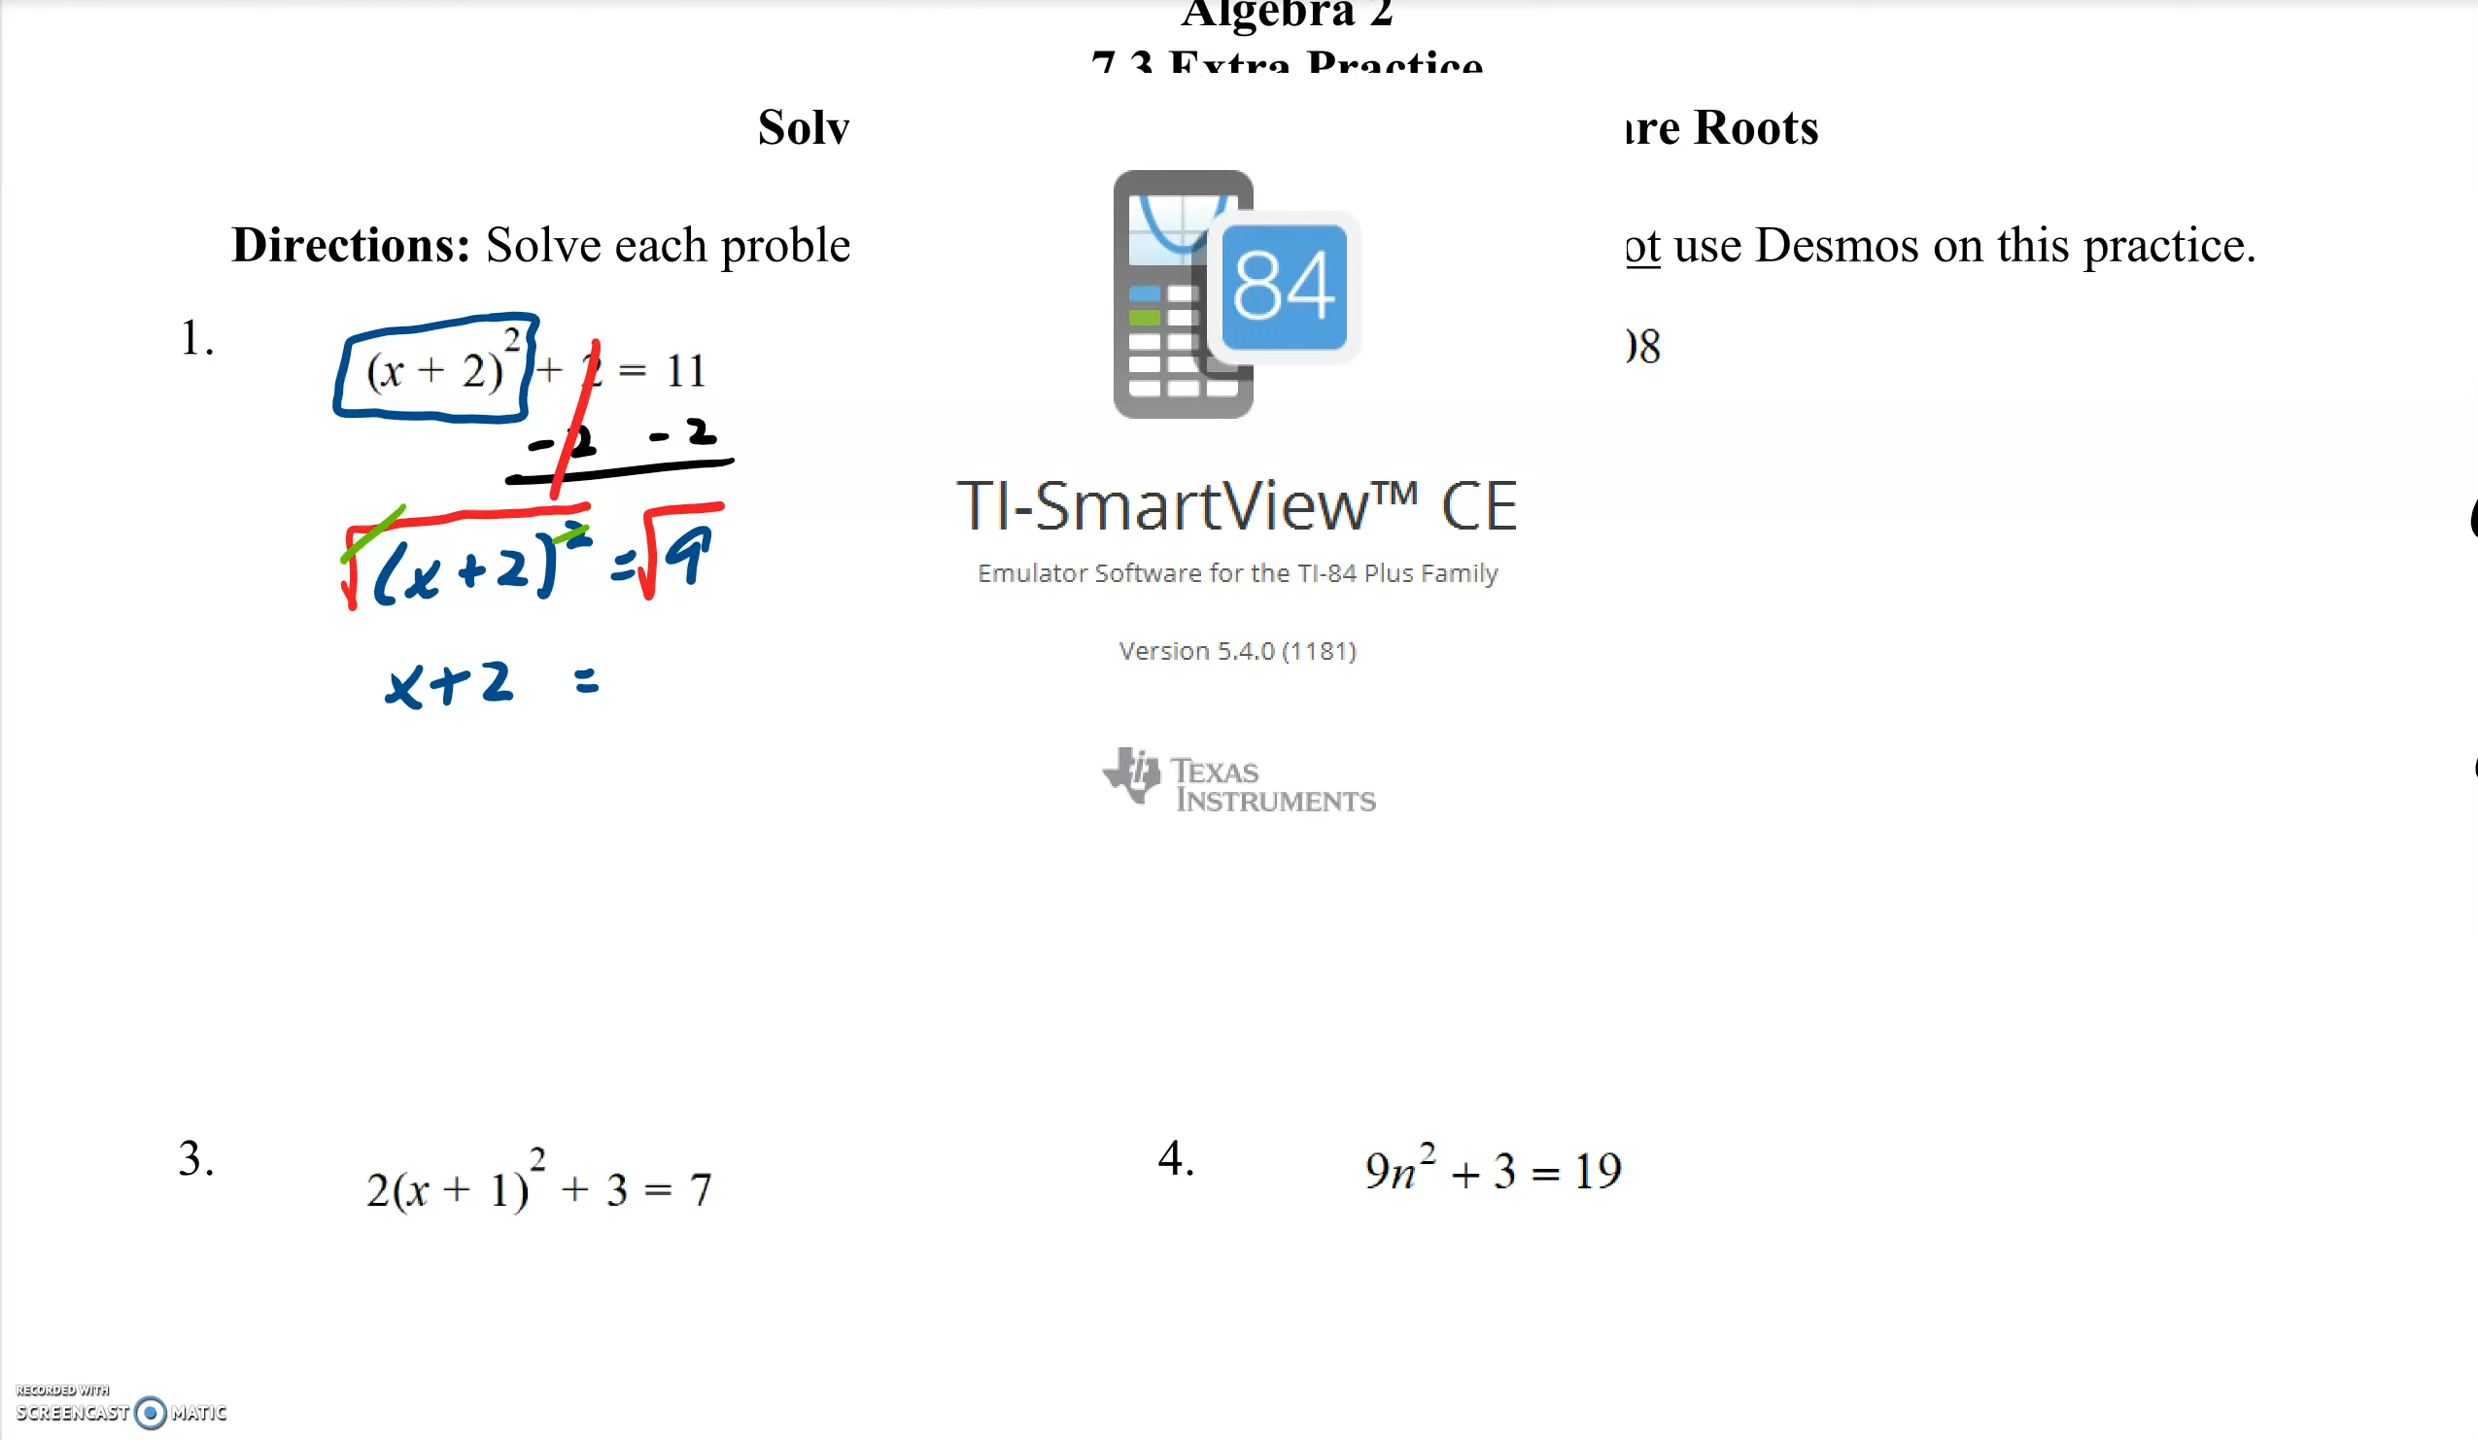 Algebra 2
7.3 Extra Practice
Solv
are Roots
Directions: Solve each proble
ot use Desmos on this practice.
1.
(x + 2)² + 2 = 11
)8
84
- 2 - 2
√(x+2)² = √9
x+2 =
TI-SmartView™ CE
Emulator Software for the TI-84 Plus Family
Version 5.4.0 (1181)
TEXAS
INSTRUMENTS
3.
2(x + 1)² + 3 = 7
4.
9n² + 3 = 19
RECORDED WITH
SCREENCAST MATIC